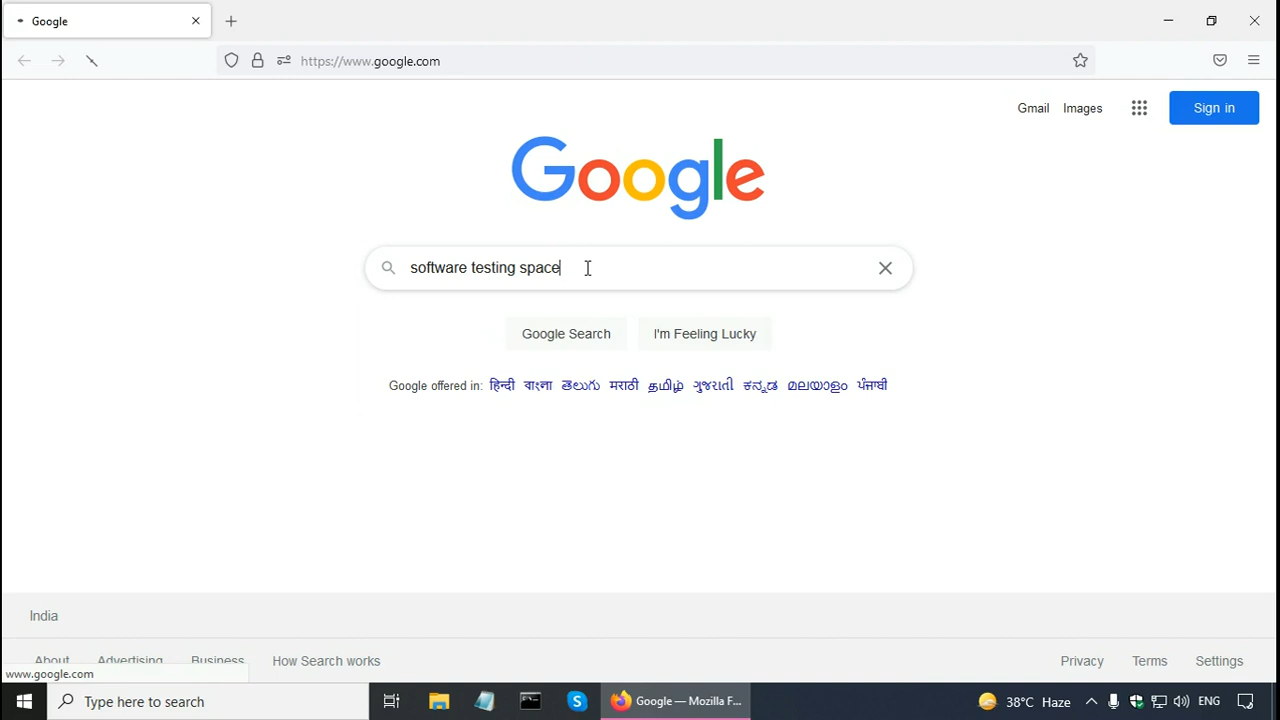 Google
https://www.google.com
Gmail Images Sign in
Google
software testing space
Google Search I'm Feeling Lucky
Google offered in: हिन्दी বাংলা తెలుగు मराठी தமிழ் ગુજરાતી ಕನ್ನಡ മലയാളം ਪੰਜਾਬੀ
India
About Advertising Business How Search works Privacy Terms Settings
www.google.com
Type here to search Google — Mozilla F... 38°C Haze ENG